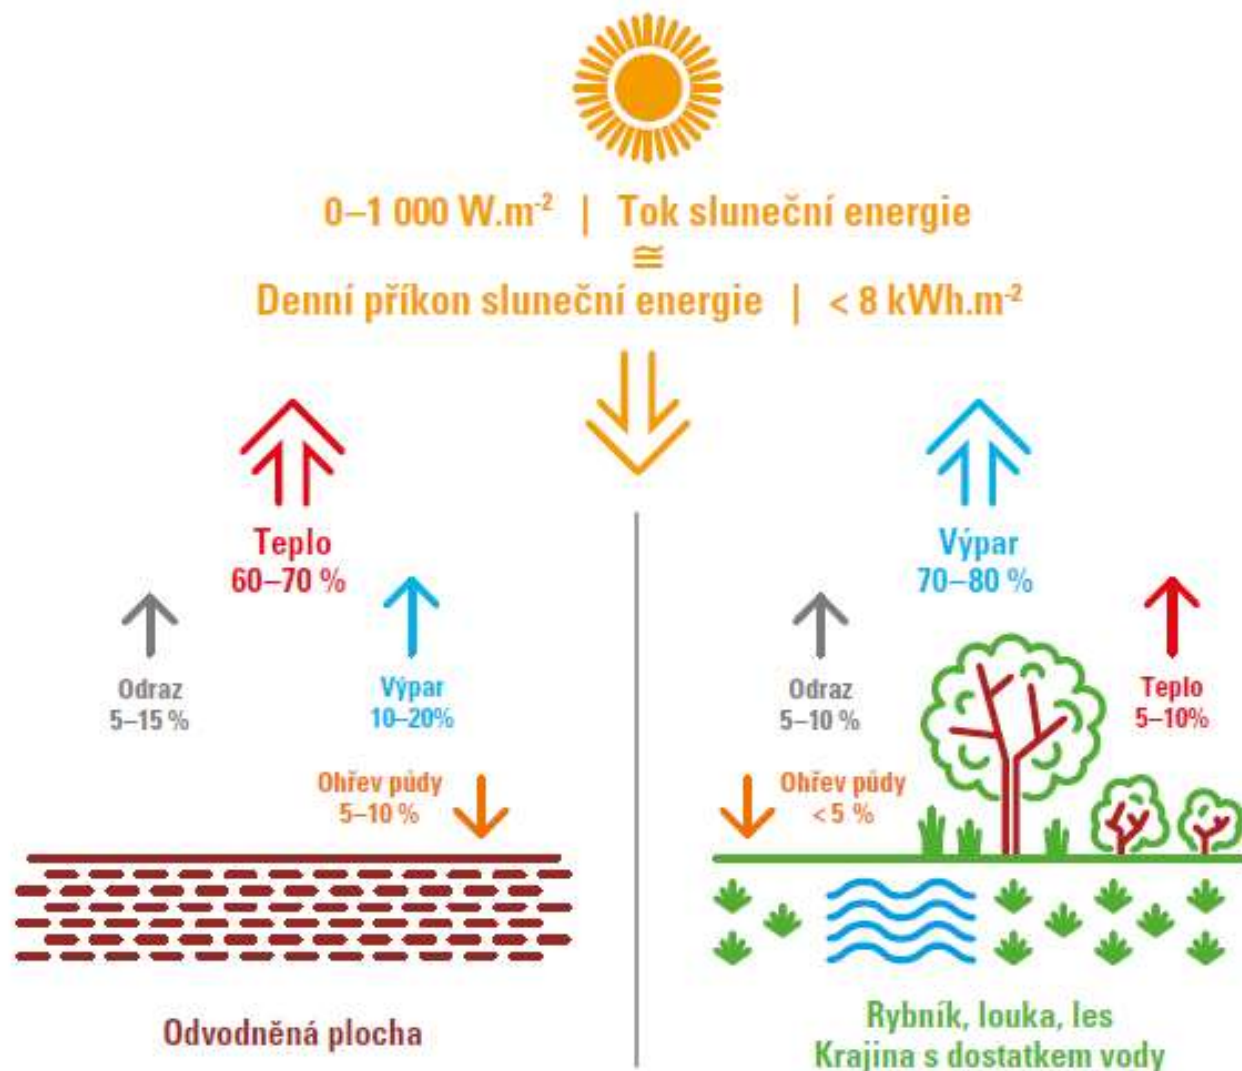 0–1 000 W.m⁻² | Tok sluneční energie
≅
Denní příkon sluneční energie | < 8 kWh.m⁻²
Teplo
60–70 %
Odraz
5–15 %
Výpar
10–20%
Ohřev půdy
5–10 %
Odvodněná plocha
Výpar
70–80 %
Odraz
5–10 %
Teplo
5–10%
Ohřev půdy
< 5 %
Rybník, louka, les
Krajina s dostatkem vody